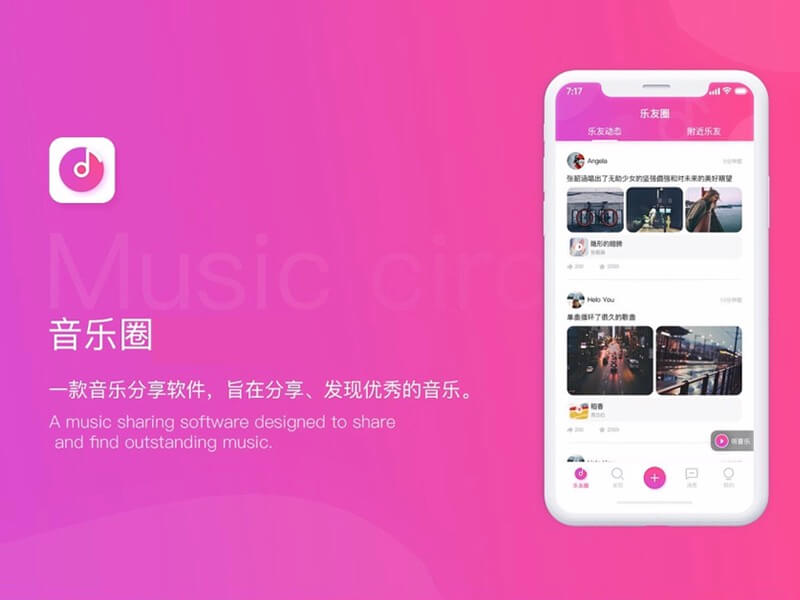 Music circ
音乐圈
一款音乐分享软件，旨在分享、发现优秀的音乐。
A music sharing software designed to share
and find outstanding music.
7:17
乐友圈
乐友动态
附近乐友
Angela
张韶涵唱出了无助少女的坚强倔强和对未来的美好期望
隐形的翅膀
张韶涵
200
Helo You
单曲循环了很久的歌曲
稻香
周杰伦
200
听音乐
乐友圈
发现
消息
我的